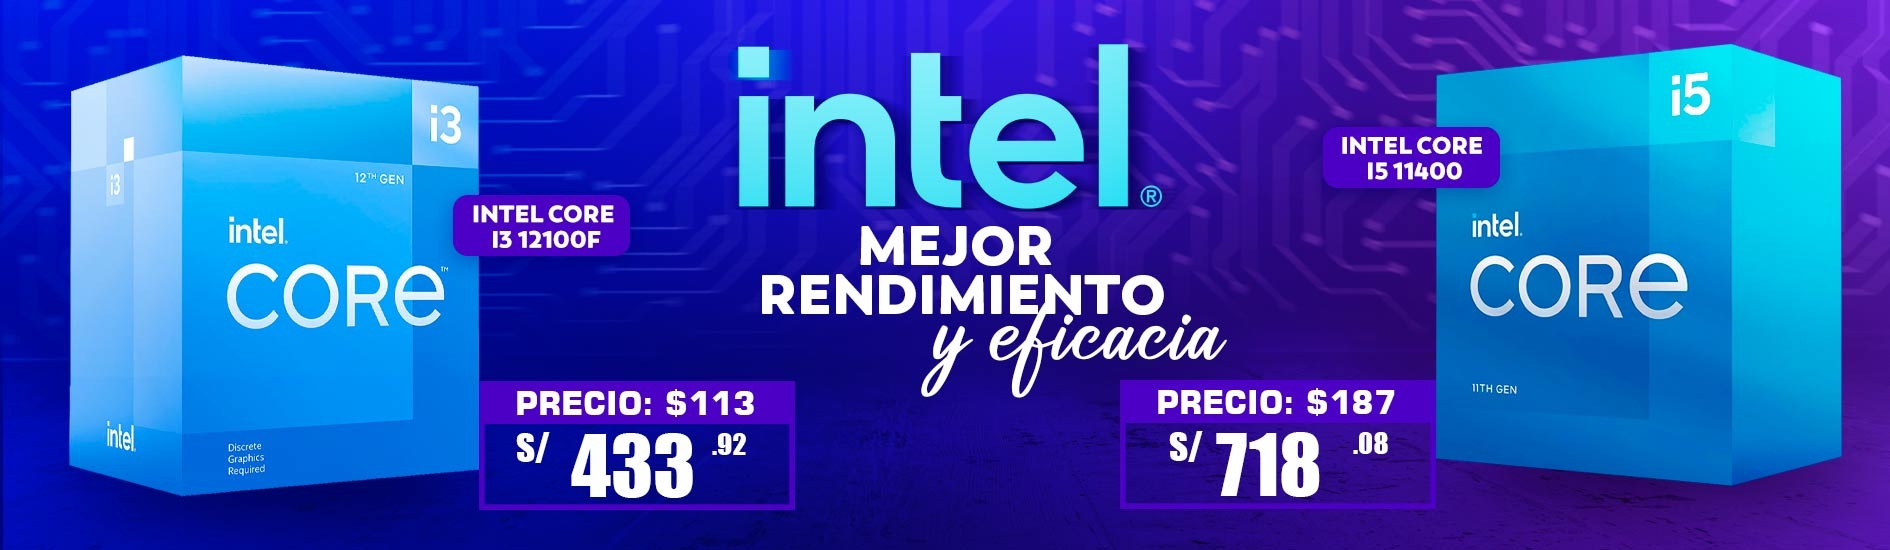 i3
i3
12TH GEN
intel.
CORe™
intel.
Discrete
Graphics
Required
INTEL CORE
I3 12100F
PRECIO: $113
S/ 433.92
intel®
MEJOR
RENDIMIENTO
y eficacia
INTEL CORE
I5 11400
PRECIO: $187
S/ 718.08
i5
intel.
CORe
11TH GEN